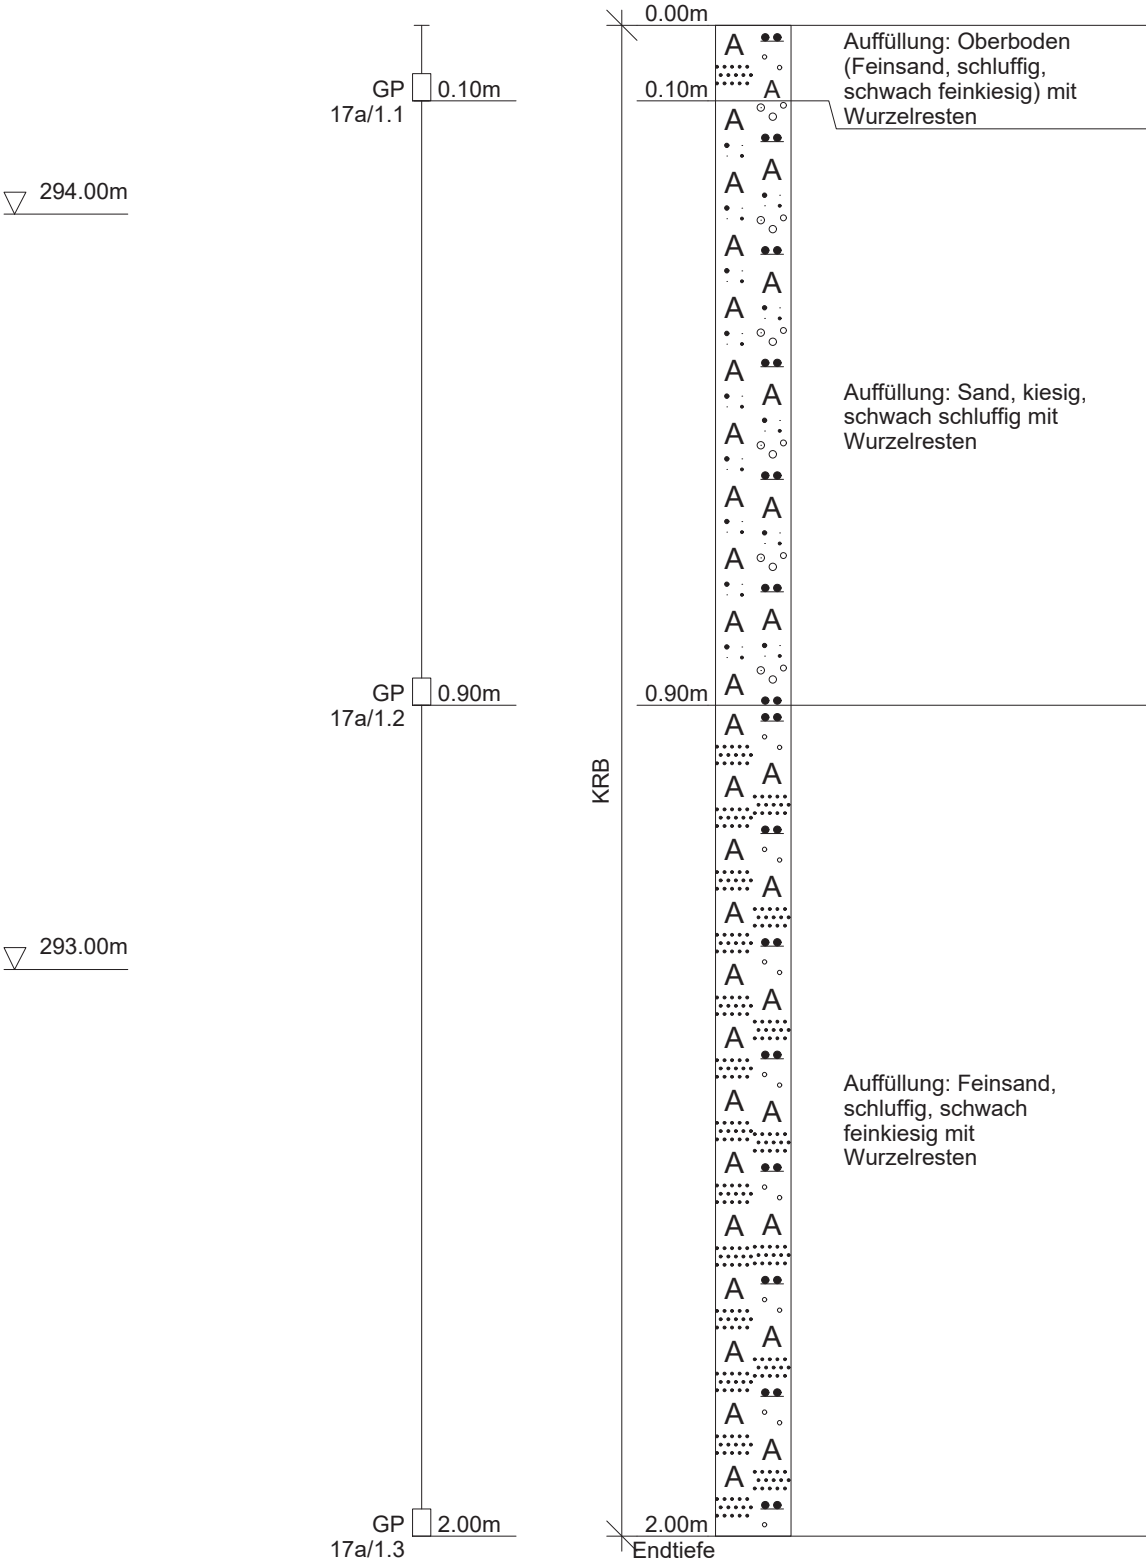 0.00m
Auffüllung: Oberboden
(Feinsand, schluffig,
schwach feinkiesig) mit
Wurzelresten
GP 0.10m
17a/1.1
0.10m
294.00m
Auffüllung: Sand, kiesig,
schwach schluffig mit
Wurzelresten
GP 0.90m
17a/1.2
0.90m
KRB
293.00m
Auffüllung: Feinsand,
schluffig, schwach
feinkiesig mit
Wurzelresten
GP 2.00m
17a/1.3
2.00m
Endtiefe
A A
A A
A A
A A
A A
A A
A A
A
A
A
A
A A
A A
A A
A A
A A
A A
A A
A
A
A
A
A
A